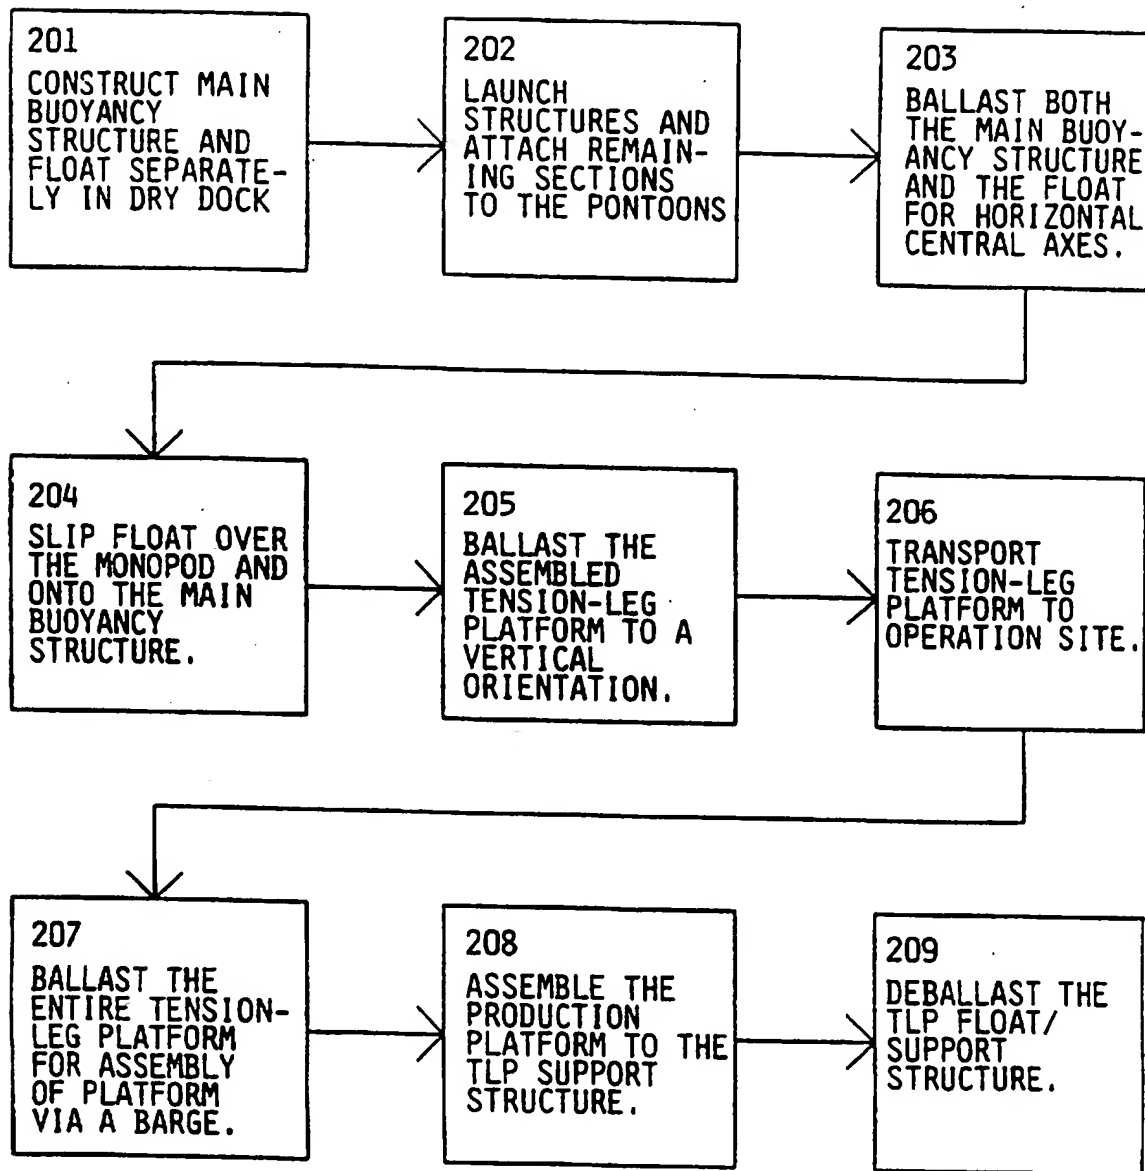 201
CONSTRUCT MAIN
BUOYANCY
STRUCTURE AND
FLOAT SEPARATE-
LY IN DRY DOCK
202
LAUNCH
STRUCTURES AND
ATTACH REMAIN-
ING SECTIONS
TO THE PONTOONS
203
BALLAST BOTH
THE MAIN BUOY-
ANCY STRUCTURE
AND THE FLOAT
FOR HORIZONTAL
CENTRAL AXES.
204
SLIP FLOAT OVER
THE MONOPOD AND
ONTO THE MAIN
BUOYANCY
STRUCTURE.
205
BALLAST THE
ASSEMBLED
TENSION-LEG
PLATFORM TO A
VERTICAL
ORIENTATION.
206
TRANSPORT
TENSION-LEG
PLATFORM TO
OPERATION SITE.
207
BALLAST THE
ENTIRE TENSION-
LEG PLATFORM
FOR ASSEMBLY
OF PLATFORM
VIA A BARGE.
208
ASSEMBLE THE
PRODUCTION
PLATFORM TO THE
TLP SUPPORT
STRUCTURE.
209
DEBALLAST THE
TLP FLOAT/
SUPPORT
STRUCTURE.